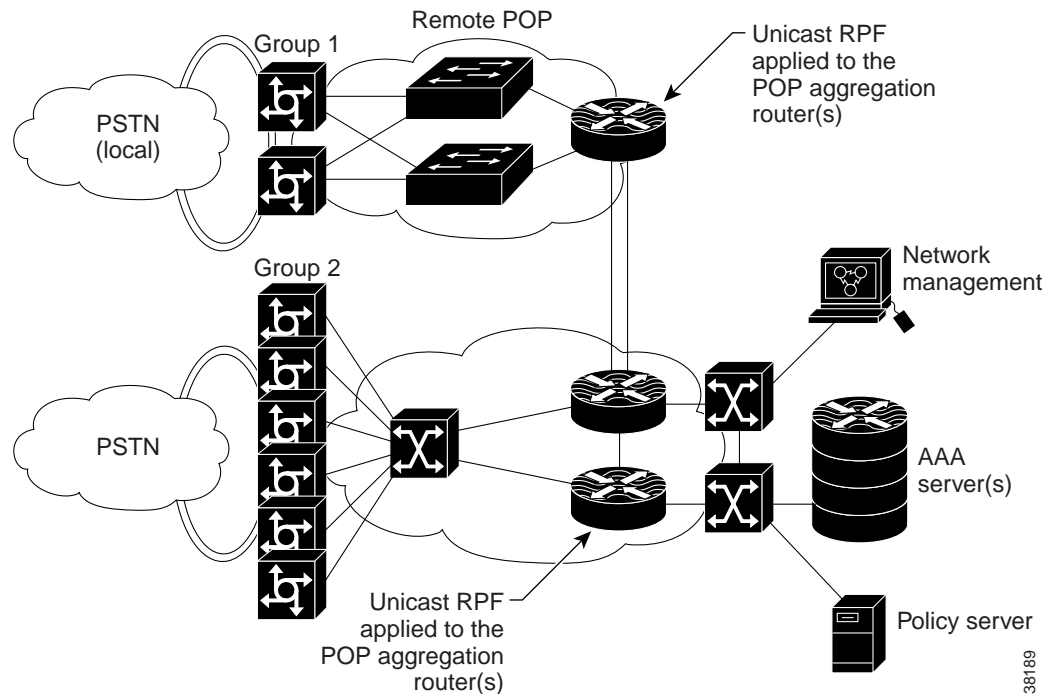 Remote POP
Group 1
Unicast RPF
applied to the
POP aggregation
router(s)
PSTN
(local)
Group 2
Network
management
PSTN
AAA
server(s)
Unicast RPF
applied to the
POP aggregation
router(s)
Policy server
38189